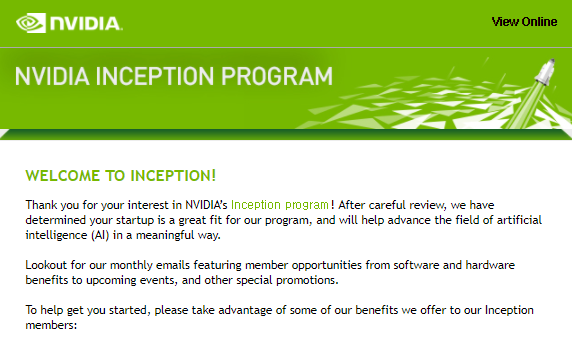 NVIDIA.
View Online
NVIDIA INCEPTION PROGRAM
WELCOME TO INCEPTION!
Thank you for your interest in NVIDIA's Inception program! After careful review, we have
determined your startup is a great fit for our program, and will help advance the field of artificial
intelligence (AI) in a meaningful way.
Lookout for our monthly emails featuring member opportunities from software and hardware
benefits to upcoming events, and other special promotions.
To help get you started, please take advantage of some of our benefits we offer to our Inception
members: